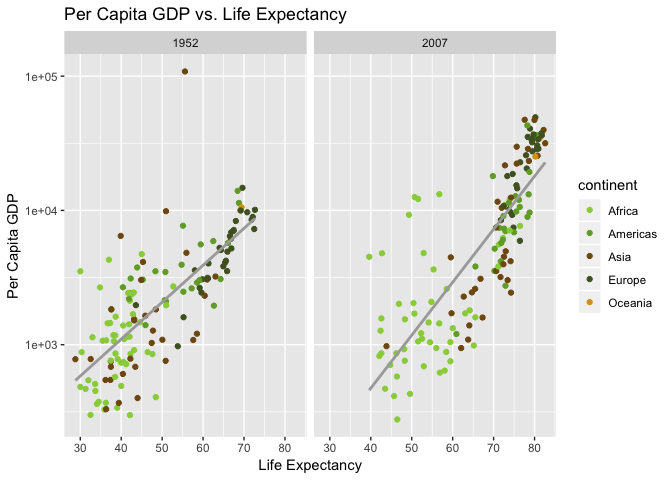 Per Capita GDP vs. Life Expectancy
1952 2007
Per Capita GDP
1e+05
1e+04
1e+03
30 40 50 60 70 80 30 40 50 60 70 80
Life Expectancy
continent
Africa
Americas
Asia
Europe
Oceania